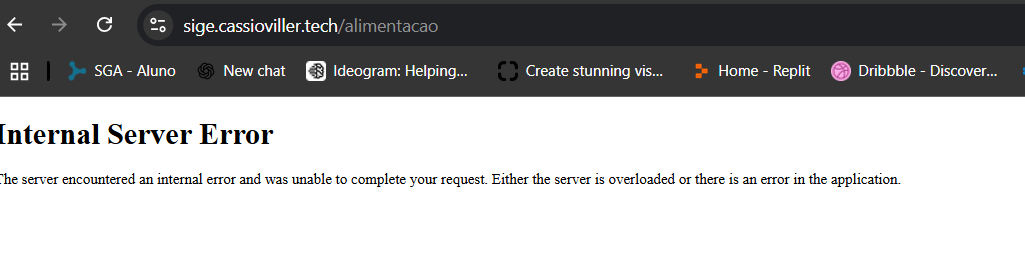 sige.cassioviller.tech/alimentacao
SGA - Aluno New chat Ideogram: Helping... Create stunning vis... Home - Replit Dribbble - Discover...
Internal Server Error
The server encountered an internal error and was unable to complete your request. Either the server is overloaded or there is an error in the application.